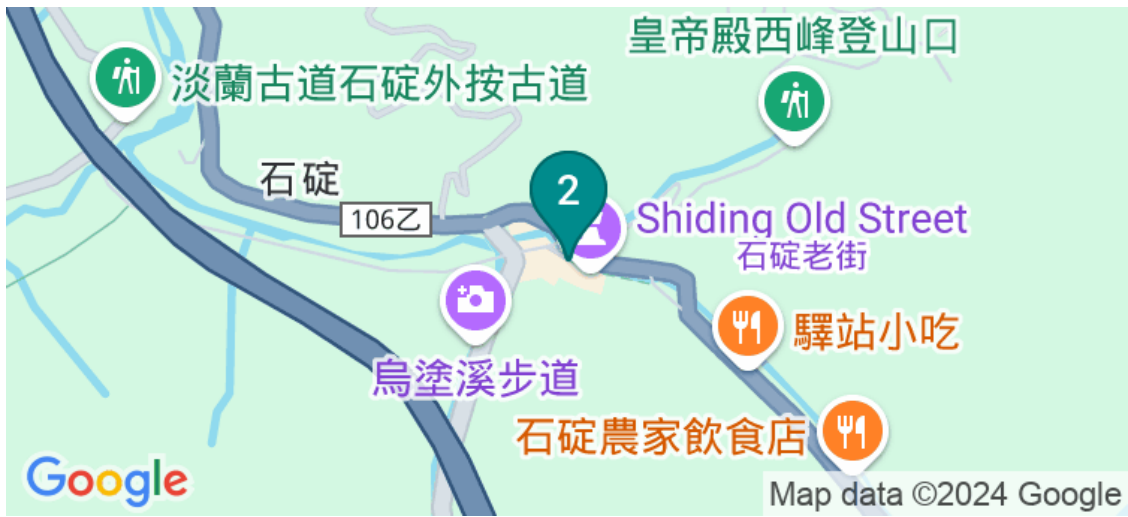 皇帝殿西峰登山口
淡蘭古道石碇外按古道
石碇
2
106乙
Shiding Old Street
石碇老街
驛站小吃
烏塗溪步道
石碇農家飲食店
Google
Map data ©2024 Google